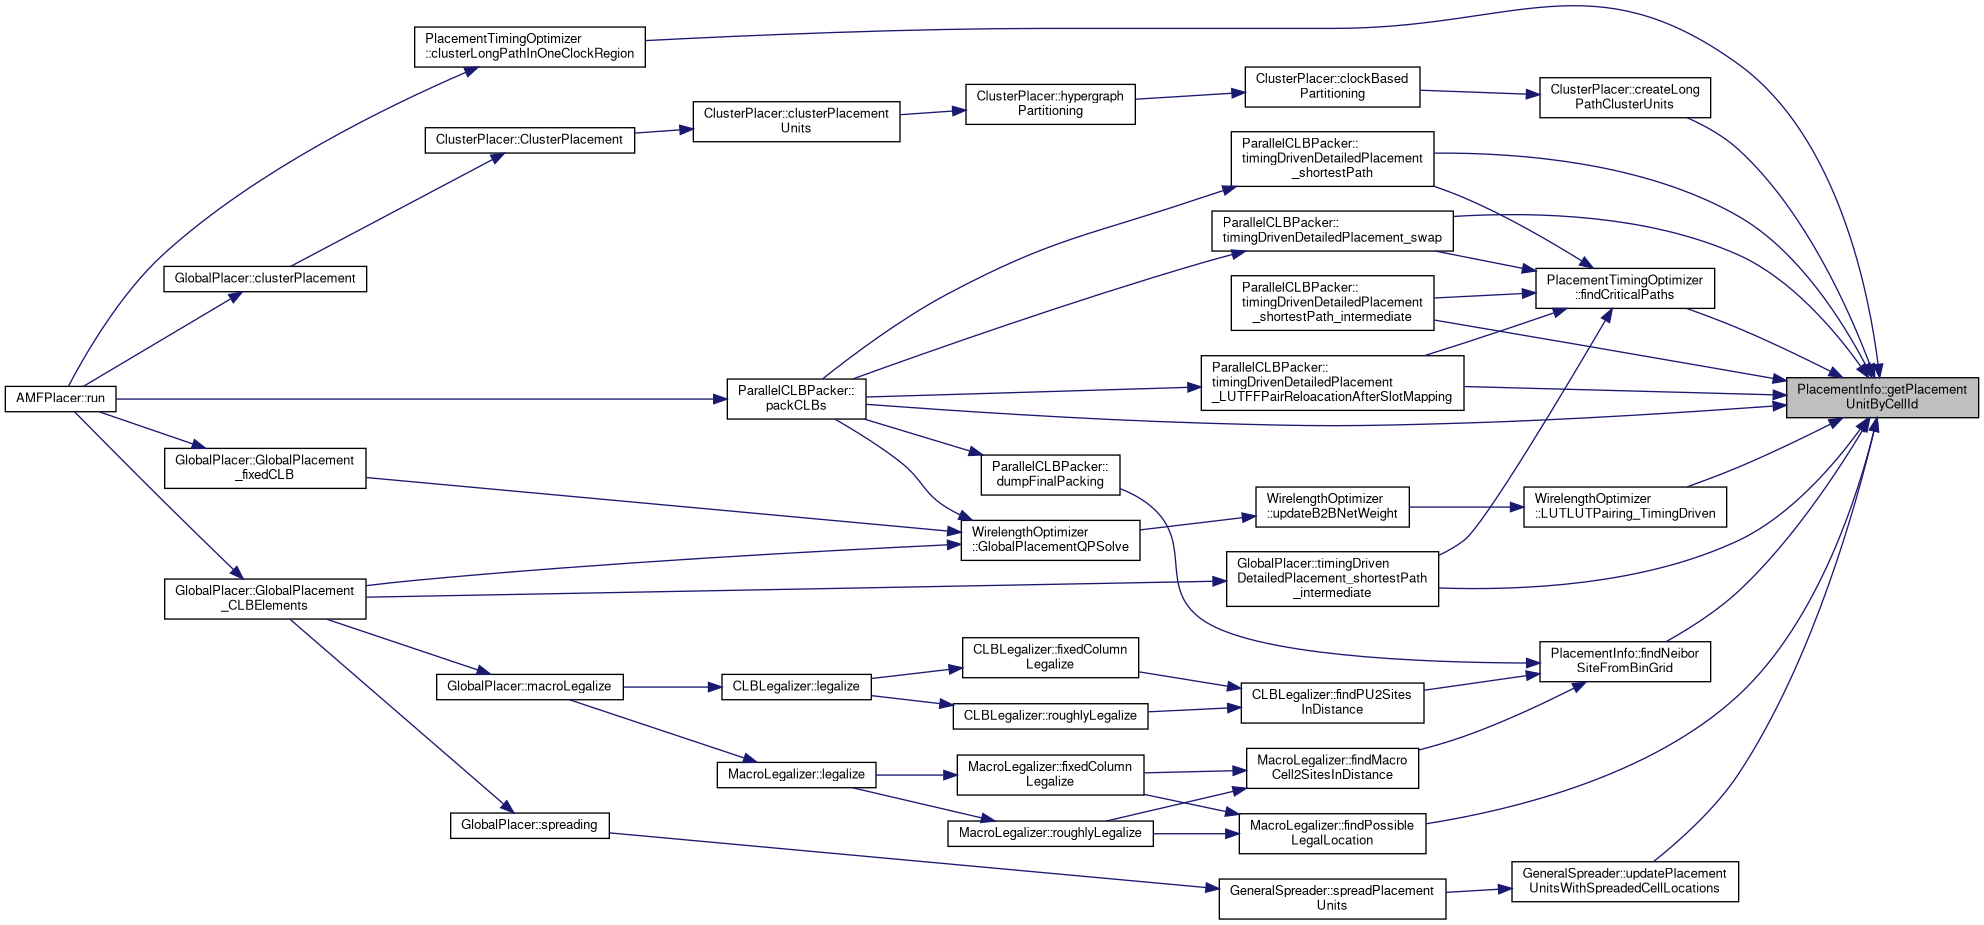 PlacementTimingOptimizer
::clusterLongPathInOneClockRegion
ClusterPlacer::clockBased
Partitioning
ClusterPlacer::createLong
PathClusterUnits
ClusterPlacer::hypergraph
Partitioning
ClusterPlacer::clusterPlacement
Units
ClusterPlacer::ClusterPlacement
ParallelCLBPacker::
timingDrivenDetailedPlacement
_shortestPath
ParallelCLBPacker::
timingDrivenDetailedPlacement_swap
GlobalPlacer::clusterPlacement
PlacementTimingOptimizer
::findCriticalPaths
ParallelCLBPacker::
timingDrivenDetailedPlacement
_shortestPath_intermediate
ParallelCLBPacker::
timingDrivenDetailedPlacement
_LUTFFPairReloacationAfterSlotMapping
AMFPlacer::run
ParallelCLBPacker::
packCLBs
PlacementInfo::getPlacement
UnitByCellId
GlobalPlacer::GlobalPlacement
_fixedCLB
ParallelCLBPacker::
dumpFinalPacking
WirelengthOptimizer
::updateB2BNetWeight
WirelengthOptimizer
::LUTLUTPairing_TimingDriven
WirelengthOptimizer
::GlobalPlacementQPSolve
GlobalPlacer::timingDriven
DetailedPlacement_shortestPath
_intermediate
GlobalPlacer::GlobalPlacement
_CLBElements
CLBLegalizer::fixedColumn
Legalize
PlacementInfo::findNeibor
SiteFromBinGrid
GlobalPlacer::macroLegalize
CLBLegalizer::legalize
CLBLegalizer::findPU2Sites
InDistance
CLBLegalizer::roughlyLegalize
MacroLegalizer::legalize
MacroLegalizer::fixedColumn
Legalize
MacroLegalizer::findMacro
Cell2SitesInDistance
GlobalPlacer::spreading
MacroLegalizer::roughlyLegalize
MacroLegalizer::findPossible
LegalLocation
GeneralSpreader::spreadPlacement
Units
GeneralSpreader::updatePlacement
UnitsWithSpreadedCellLocations